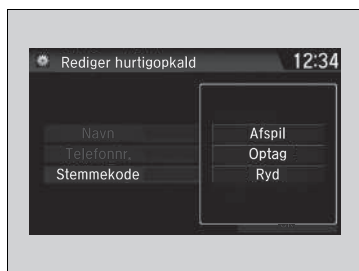 Rediger hurtigopkald 12:34
Navn
Telefonnr.
Stemmekode
Afspil
Optag
Ryd